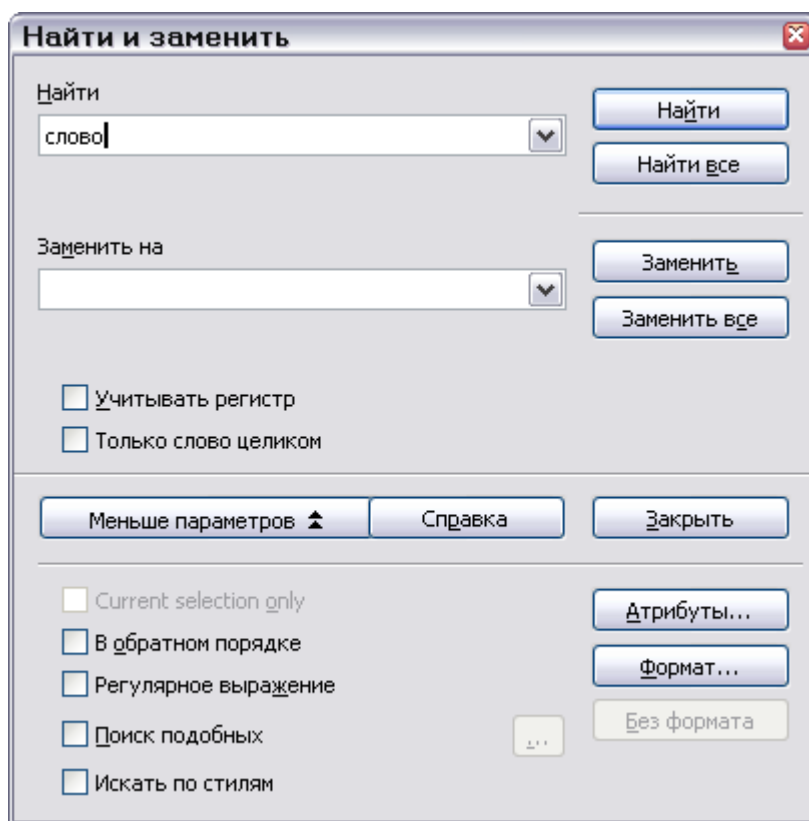 Найти и заменить
Найти
слово
Найти
Найти все
Заменить на
Заменить
Заменить все
Учитывать регистр
Только слово целиком
Меньше параметров
Справка
Закрыть
Current selection only
В обратном порядке
Регулярное выражение
Поиск подобных
...
Искать по стилям
Атрибуты...
Формат...
Без формата